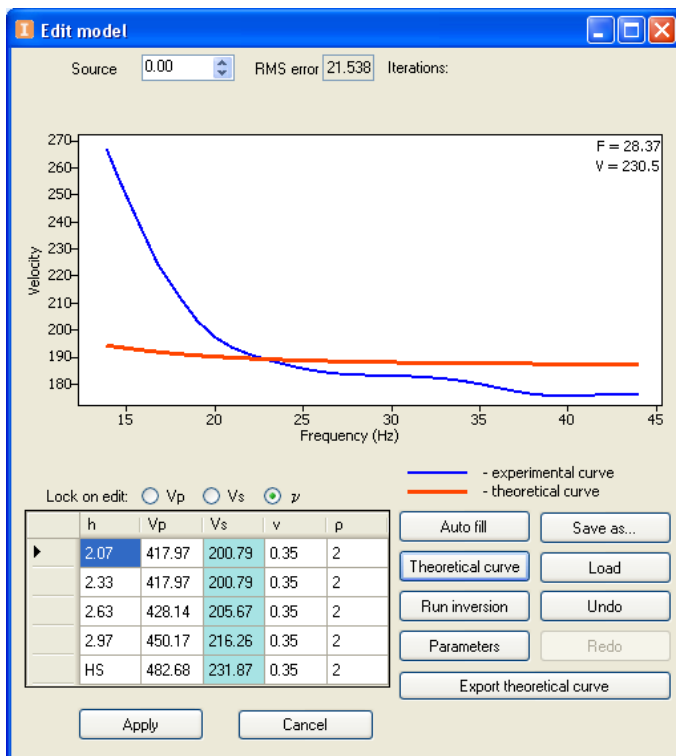 Edit model
Source 0.00 RMS error 21.538 Iterations:
F = 28.37
V = 230.5
270
260
250
240
230
220
210
200
190
180
Velocity
15 20 25 30 35 40 45
Frequency (Hz)
- experimental curve
- theoretical curve
Lock on edit: Vp Vs ν
h Vp Vs ν ρ
2.07 417.97 200.79 0.35 2
2.33 417.97 200.79 0.35 2
2.63 428.14 205.67 0.35 2
2.97 450.17 216.26 0.35 2
HS 482.68 231.87 0.35 2
Auto fill Save as...
Theoretical curve Load
Run inversion Undo
Parameters Redo
Export theoretical curve
Apply Cancel